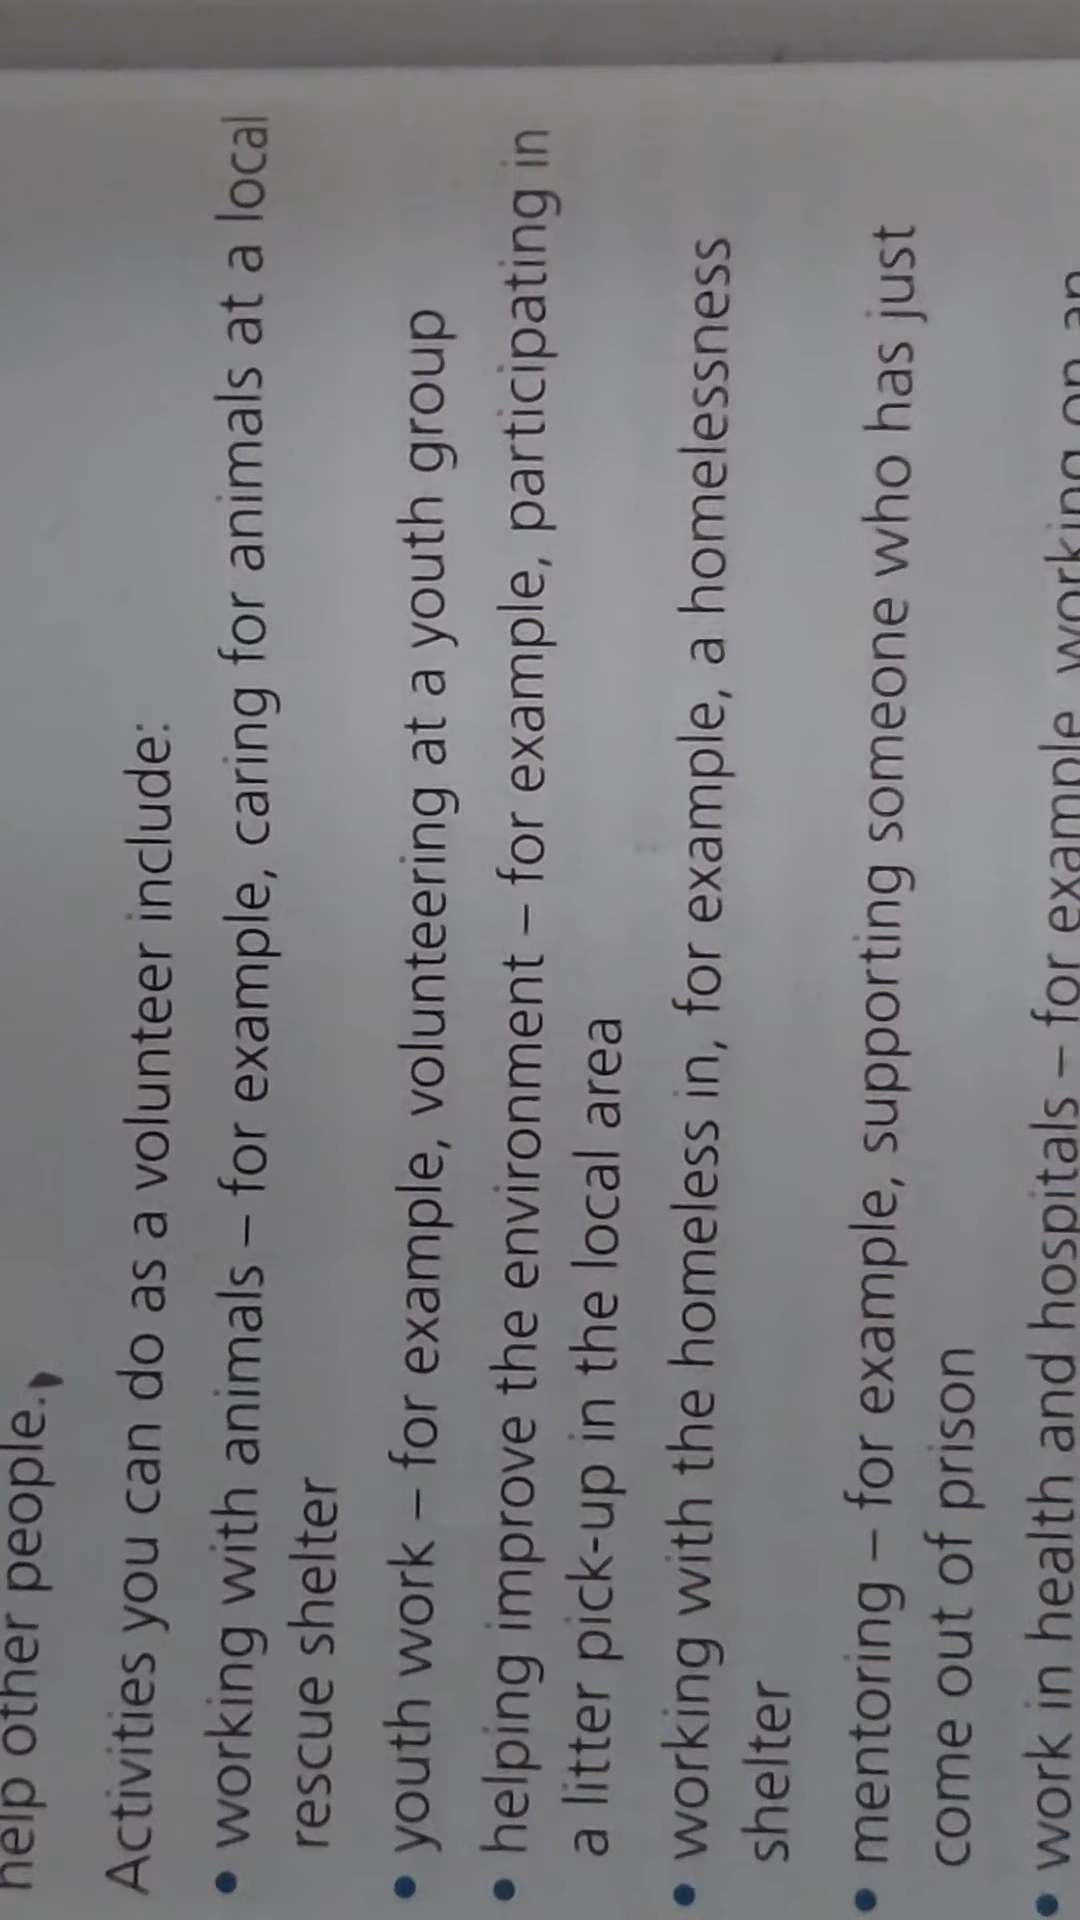 help other people.
Activities you can do as a volunteer include:
• working with animals – for example, caring for animals at a local
rescue shelter
• youth work – for example, volunteering at a youth group
• helping improve the environment – for example, participating in
a litter pick-up in the local area
• working with the homeless in, for example, a homelessness
shelter
• mentoring – for example, supporting someone who has just
come out of prison
• work in health and hospitals – for example, working on an